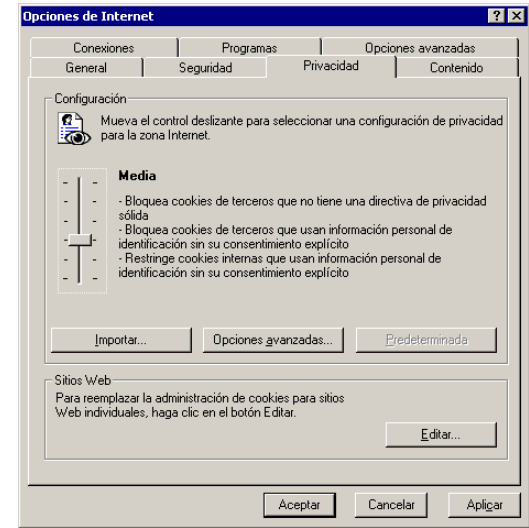 Opciones de Internet
Conexiones Programas Opciones avanzadas
General Seguridad Privacidad Contenido
Configuración
Mueva el control deslizante para seleccionar una configuración de privacidad
para la zona Internet.
Media
- Bloquea cookies de terceros que no tiene una directiva de privacidad
sólida
- Bloquea cookies de terceros que usan información personal de
identificación sin su consentimiento explícito
- Restringe cookies internas que usan información personal de
identificación sin su consentimiento explícito
Importar... Opciones avanzadas... Predeterminada
Sitios Web
Para reemplazar la administración de cookies para sitios
Web individuales, haga clic en el botón Editar.
Editar...
Aceptar Cancelar Aplicar